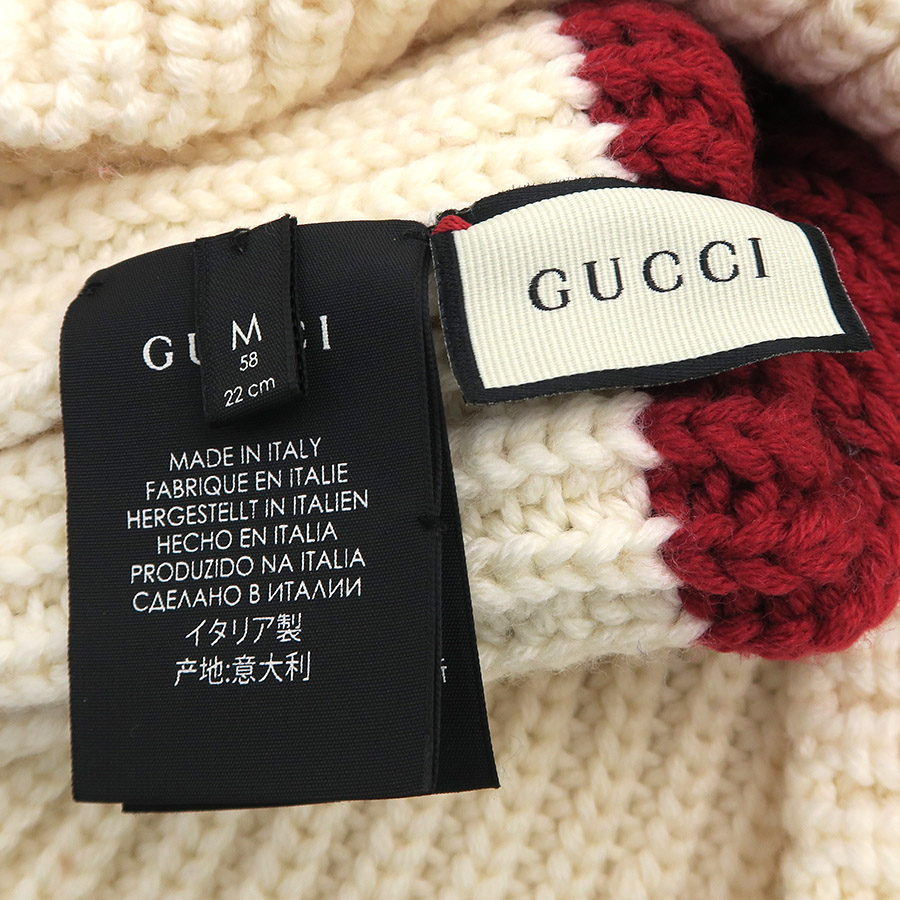 GUCCI
M
58
22 cm
GU CI
MADE IN ITALY
FABRIQUE EN ITALIE
HERGESTELLT IN ITALIEN
HECHO EN ITALIA
PRODUZIDO NA ITALIA
СДЕЛАНО В ИТАЛИИ
イタリア製
产地:意大利